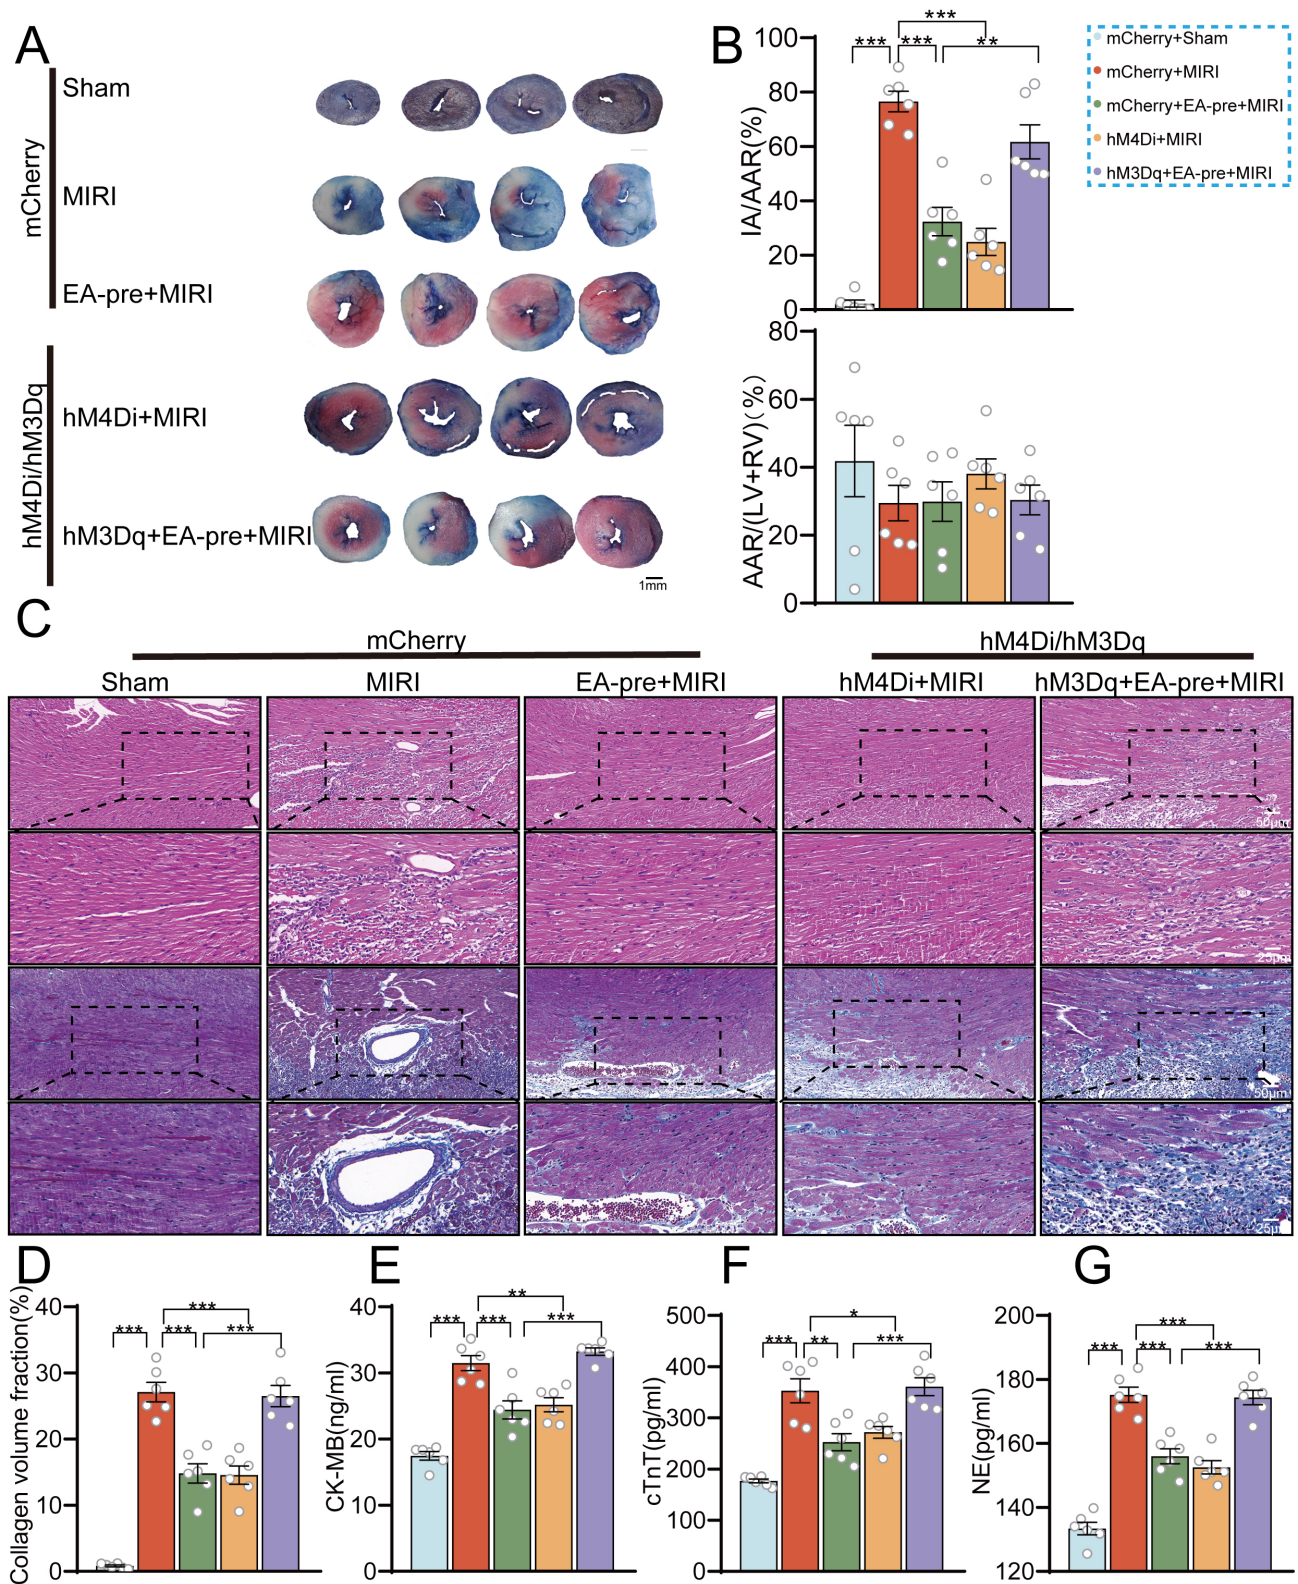 A
mCherry
Sham
MIRI
EA-pre+MIRI
hM4Di/hM3Dq
hM4Di+MIRI
hM3Dq+EA-pre+MIRI
1mm
B
IA/AAR(%)
100
80
60
40
20
0
***
***
***
**
mCherry+Sham
mCherry+MIRI
mCherry+EA-pre+MIRI
hM4Di+MIRI
hM3Dq+EA-pre+MIRI
AAR/(LV+RV)(%)
80
60
40
20
0
C
mCherry
hM4Di/hM3Dq
Sham
MIRI
EA-pre+MIRI
hM4Di+MIRI
hM3Dq+EA-pre+MIRI
50μm
25μm
50μm
25μm
D
Collagen volume fraction(%)
40
30
20
10
0
***
***
***
***
E
CK-MB(ng/ml)
40
30
20
10
0
**
***
***
***
F
cTnT(pg/ml)
500
400
300
200
100
0
*
***
**
***
G
NE(pg/ml)
200
180
160
140
120
***
***
***
***